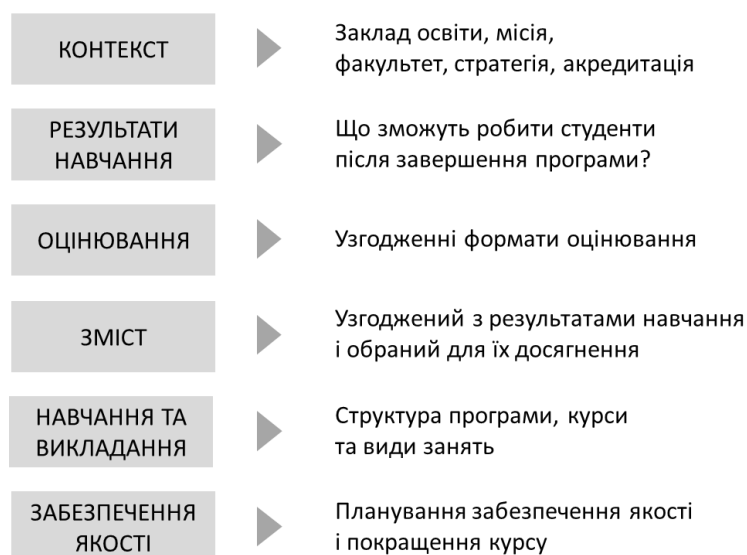 КОНТЕКСТ
Заклад освіти, місія,
факультет, стратегія, акредитація
РЕЗУЛЬТАТИ
НАВЧАННЯ
Що зможуть робити студенти
після завершення програми?
ОЦІНЮВАННЯ
Узгодженні формати оцінювання
ЗМІСТ
Узгоджений з результатами навчання
і обраний для їх досягнення
НАВЧАННЯ ТА
ВИКЛАДАННЯ
Структура програми, курси
та види занять
ЗАБЕЗПЕЧЕННЯ
ЯКОСТІ
Планування забезпечення якості
і покращення курсу